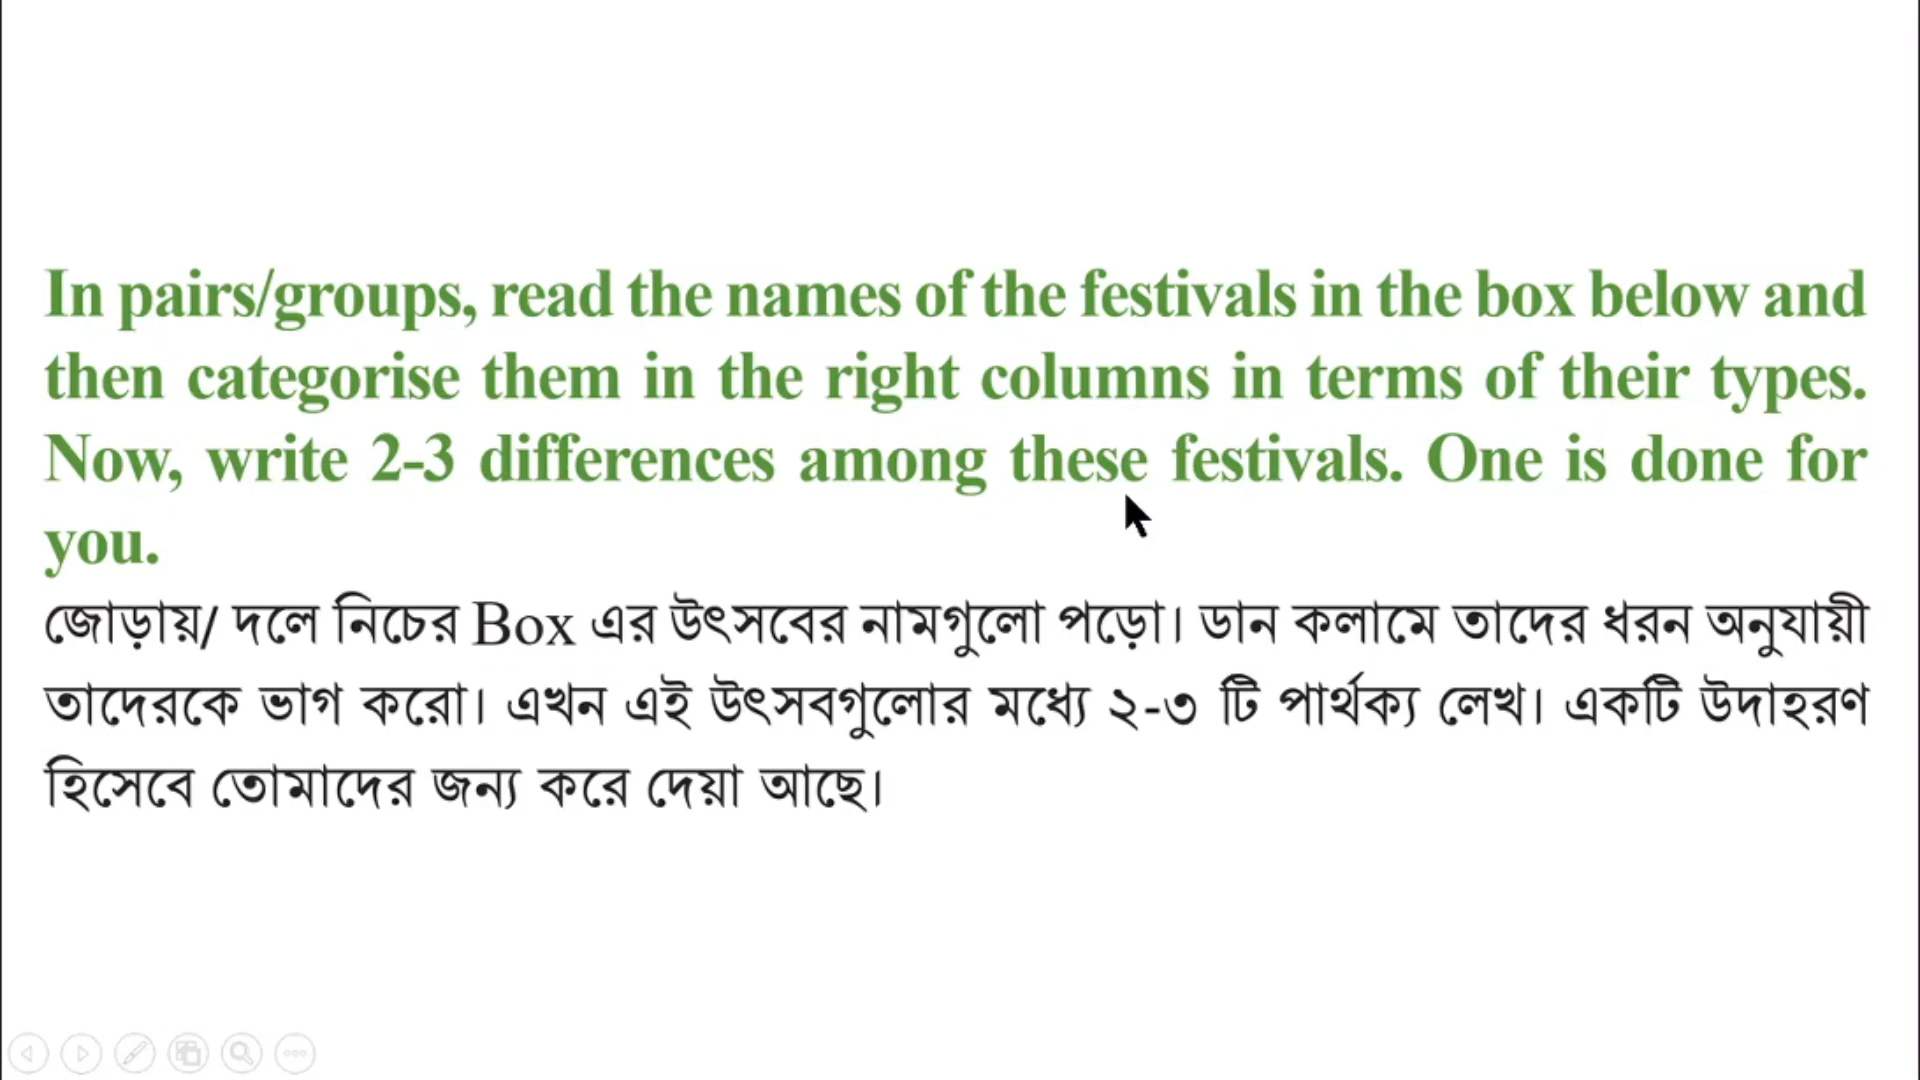 In pairs/groups, read the names of the festivals in the box below and
then categorise them in the right columns in terms of their types.
Now, write 2-3 differences among these festivals. One is done for
you.
জোড়ায়/ দলে নিচের Box এর উৎসবের নামগুলো পড়ো। ডান কলামে তাদের ধরন অনুযায়ী
তাদেরকে ভাগ করো। এখন এই উৎসবগুলোর মধ্যে ২-৩ টি পার্থক্য লেখ। একটি উদাহরণ
হিসেবে তোমাদের জন্য করে দেয়া আছে।